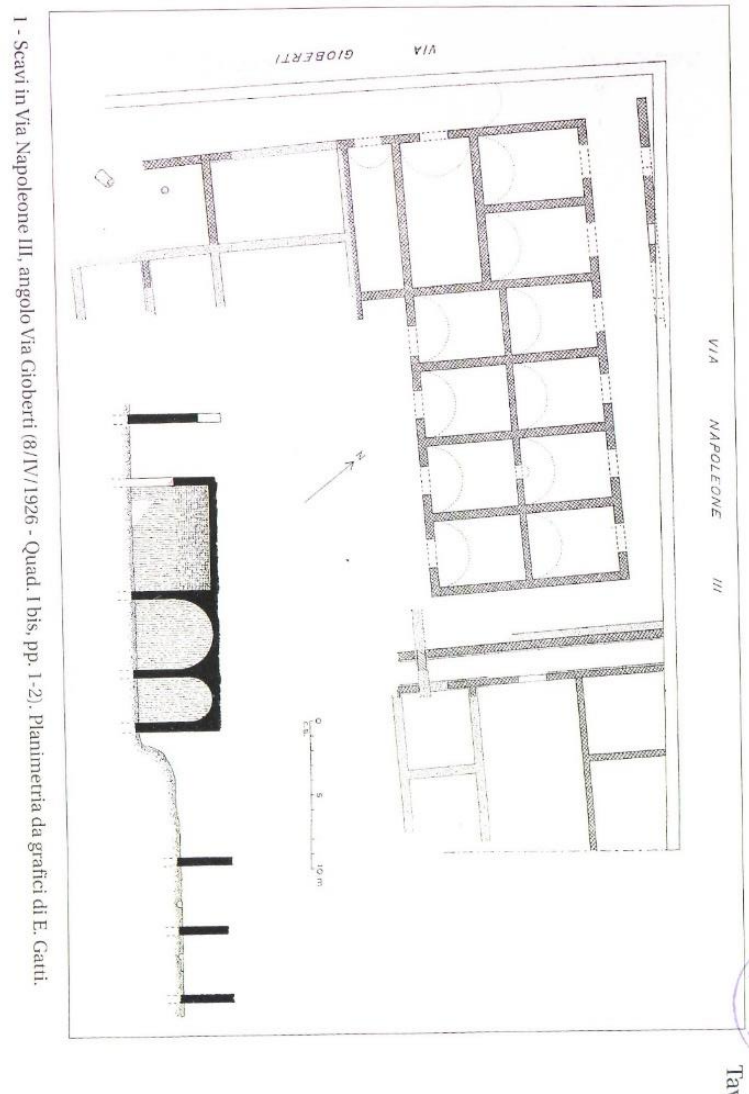 VIA GIOBERTI
VIA NAPOLEONE III
N
0 5 10 m
1 - Scavi in Via Napoleone III, angolo Via Gioberti (8/IV/1926 - Quad. I bis, pp. 1-2). Planimetria da grafici di E. Gatti.